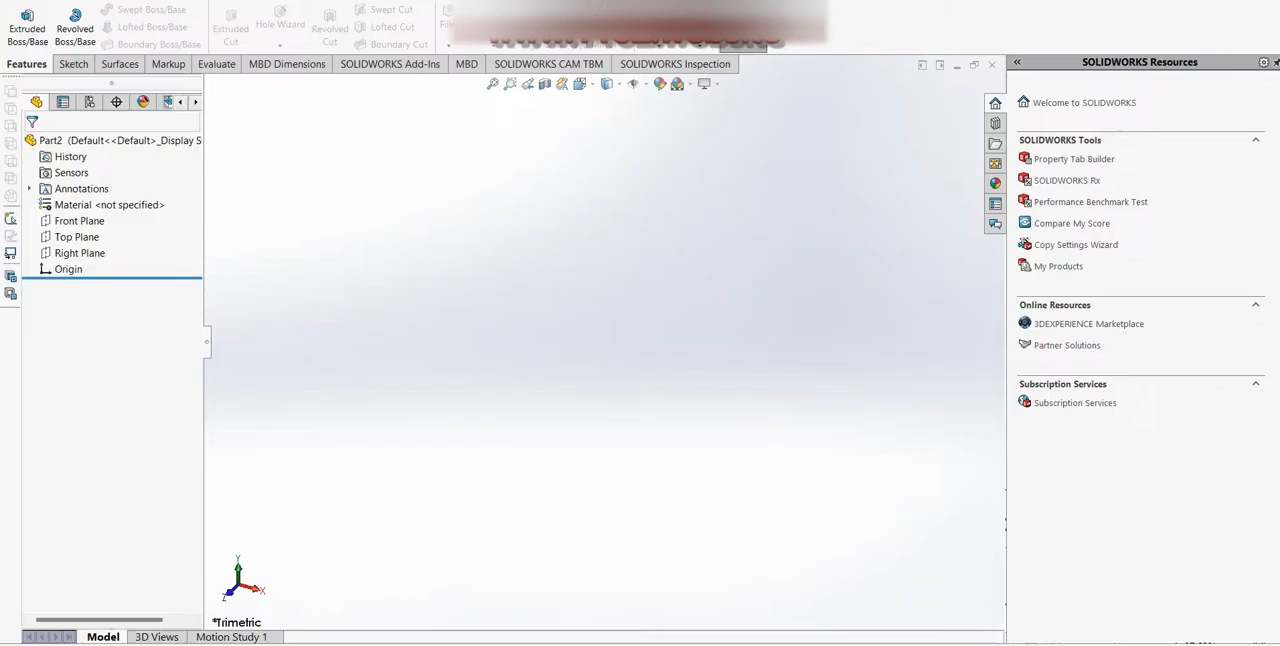 Extruded Boss/Base
Revolved Boss/Base
Swept Boss/Base
Lofted Boss/Base
Boundary Boss/Base
Extruded Cut
Hole Wizard
Revolved Cut
Swept Cut
Lofted Cut
Boundary Cut
Features Sketch Surfaces Markup Evaluate MBD Dimensions SOLIDWORKS Add-Ins MBD SOLIDWORKS CAM TBM SOLIDWORKS Inspection
Part2 (Default<<Default>_Display S
History
Sensors
Annotations
Material <not specified>
Front Plane
Top Plane
Right Plane
Origin
Y
X
Z
*Trimetric
Model 3D Views Motion Study 1
SOLIDWORKS Resources
Welcome to SOLIDWORKS
SOLIDWORKS Tools
Property Tab Builder
SOLIDWORKS Rx
Performance Benchmark Test
Compare My Score
Copy Settings Wizard
My Products
Online Resources
3DEXPERIENCE Marketplace
Partner Solutions
Subscription Services
Subscription Services